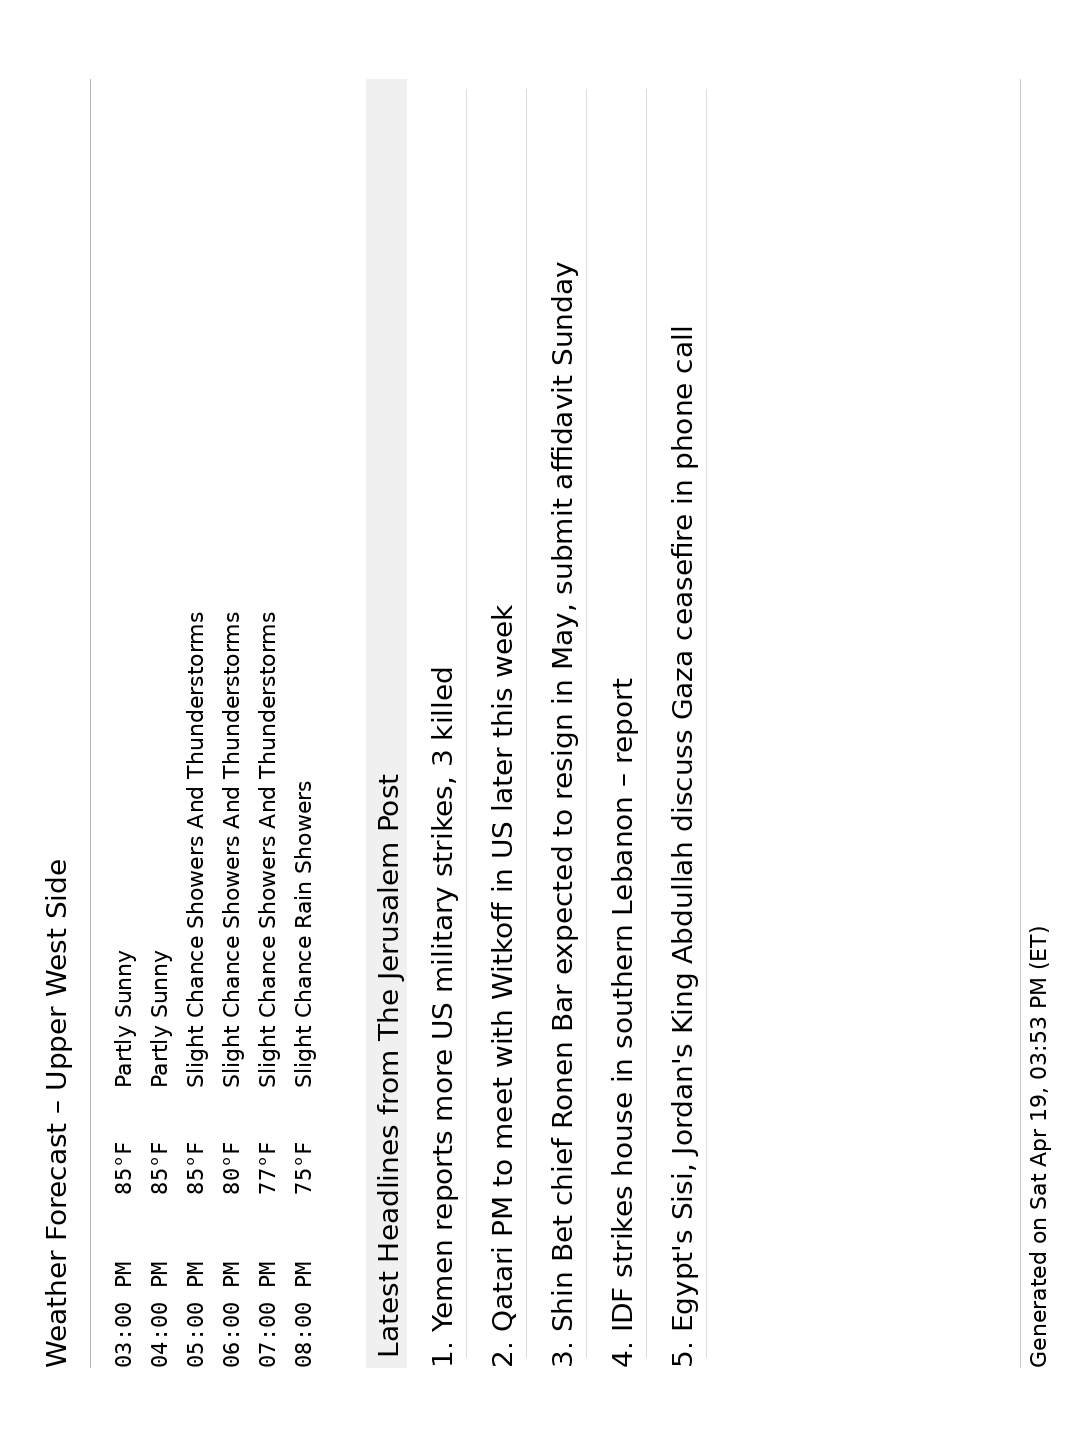 Weather Forecast – Upper West Side
03:00 PM 85°F Partly Sunny
04:00 PM 85°F Partly Sunny
05:00 PM 85°F Slight Chance Showers And Thunderstorms
06:00 PM 80°F Slight Chance Showers And Thunderstorms
07:00 PM 77°F Slight Chance Showers And Thunderstorms
08:00 PM 75°F Slight Chance Rain Showers
Latest Headlines from The Jerusalem Post
1. Yemen reports more US military strikes, 3 killed
2. Qatari PM to meet with Witkoff in US later this week
3. Shin Bet chief Ronen Bar expected to resign in May, submit affidavit Sunday
4. IDF strikes house in southern Lebanon – report
5. Egypt's Sisi, Jordan's King Abdullah discuss Gaza ceasefire in phone call
Generated on Sat Apr 19, 03:53 PM (ET)